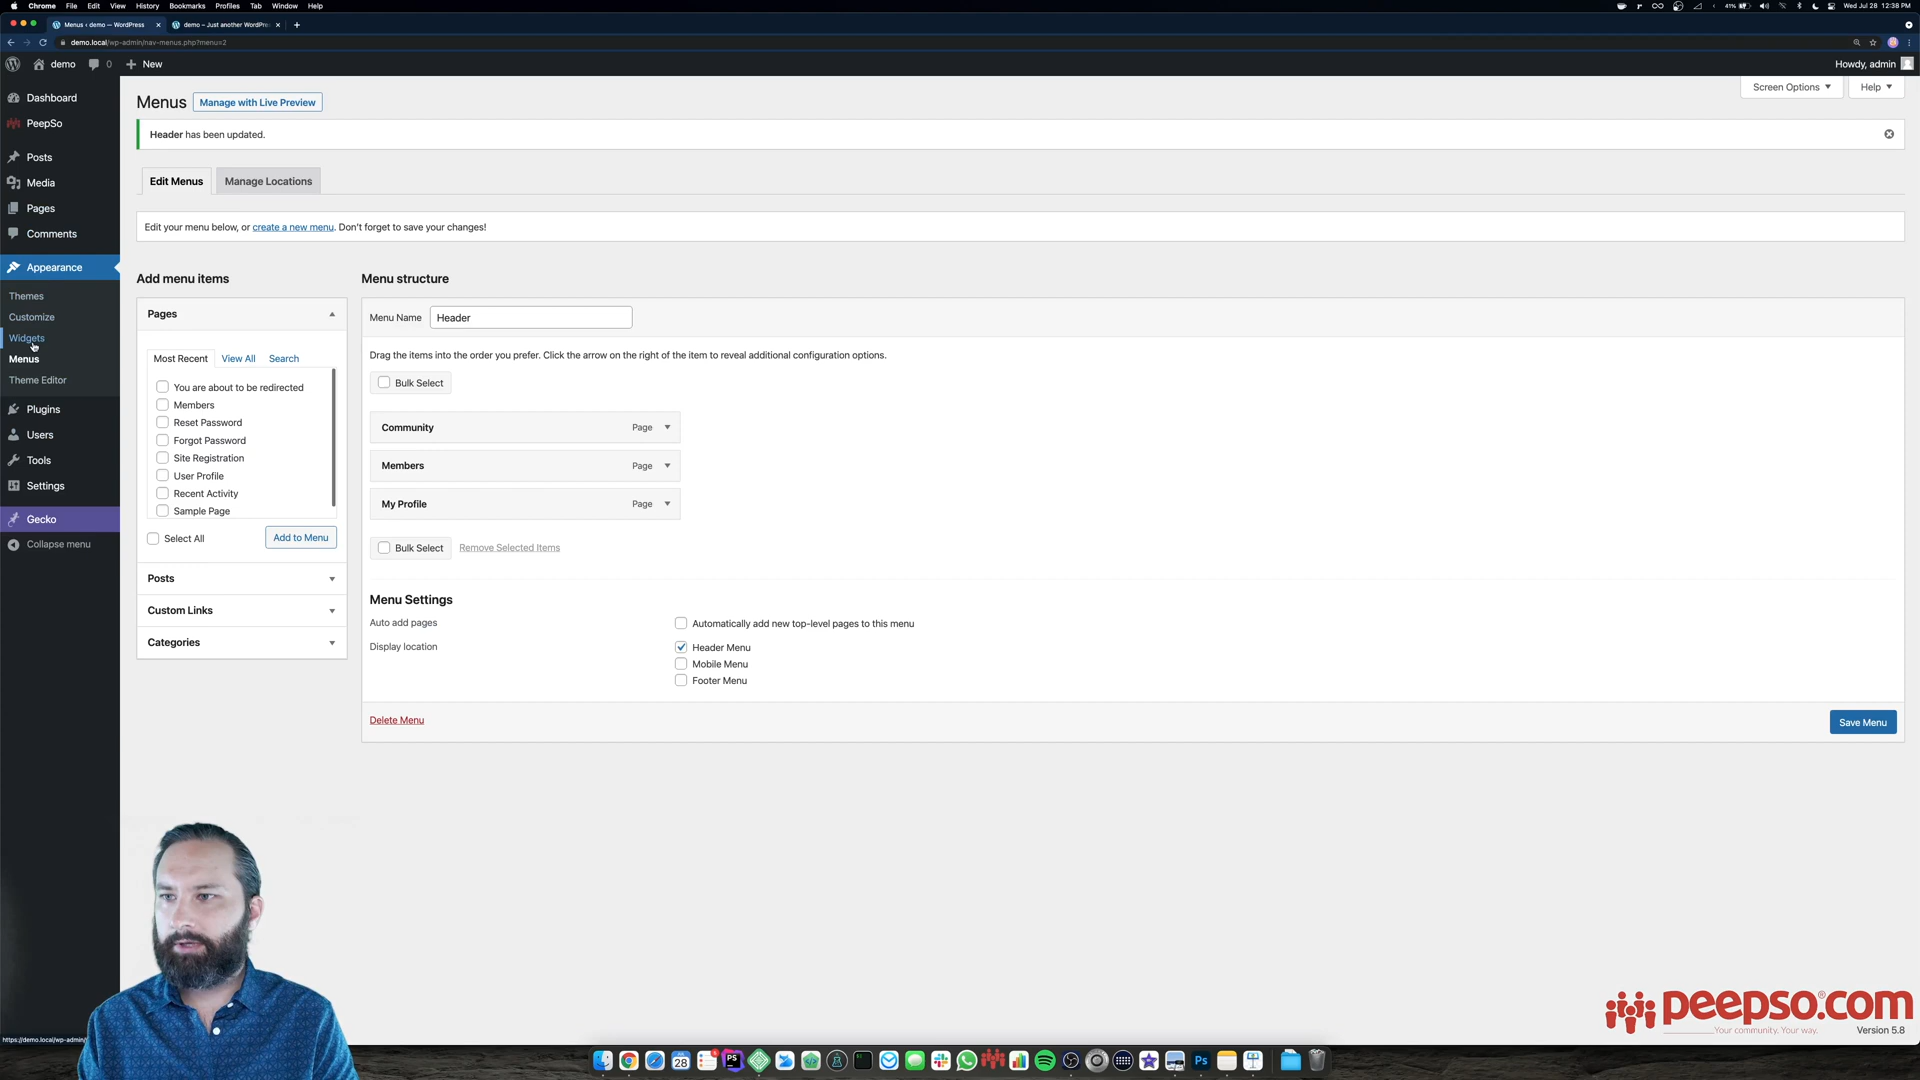 Chrome File Edit View History Bookmarks Profiles Tab Window Help
41% Wed Jul 28 12:38 PM
Menus ‹ demo — WordPress
demo – Just another WordPre
demo.local/wp-admin/nav-menus.php?menu=2
demo 0 New
Howdy, admin
Dashboard
PeepSo
Posts
Media
Pages
Comments
Appearance
Themes
Customize
Widgets
Menus
Theme Editor
Plugins
Users
Tools
Settings
Gecko
Collapse menu
Screen Options
Help
Menus
Manage with Live Preview
Header has been updated.
Edit Menus
Manage Locations
Edit your menu below, or create a new menu. Don't forget to save your changes!
Add menu items
Pages
Most Recent View All Search
You are about to be redirected
Members
Reset Password
Forgot Password
Site Registration
User Profile
Recent Activity
Sample Page
Select All
Add to Menu
Posts
Custom Links
Categories
Menu structure
Menu Name Header
Drag the items into the order you prefer. Click the arrow on the right of the item to reveal additional configuration options.
Bulk Select
Community Page
Members Page
My Profile Page
Bulk Select Remove Selected Items
Menu Settings
Auto add pages
Automatically add new top-level pages to this menu
Display location
Header Menu
Mobile Menu
Footer Menu
Delete Menu
Save Menu
peepso.com®
Your community. Your way.
Version 5.8
https://demo.local/wp-admin/
28
PS
Ps